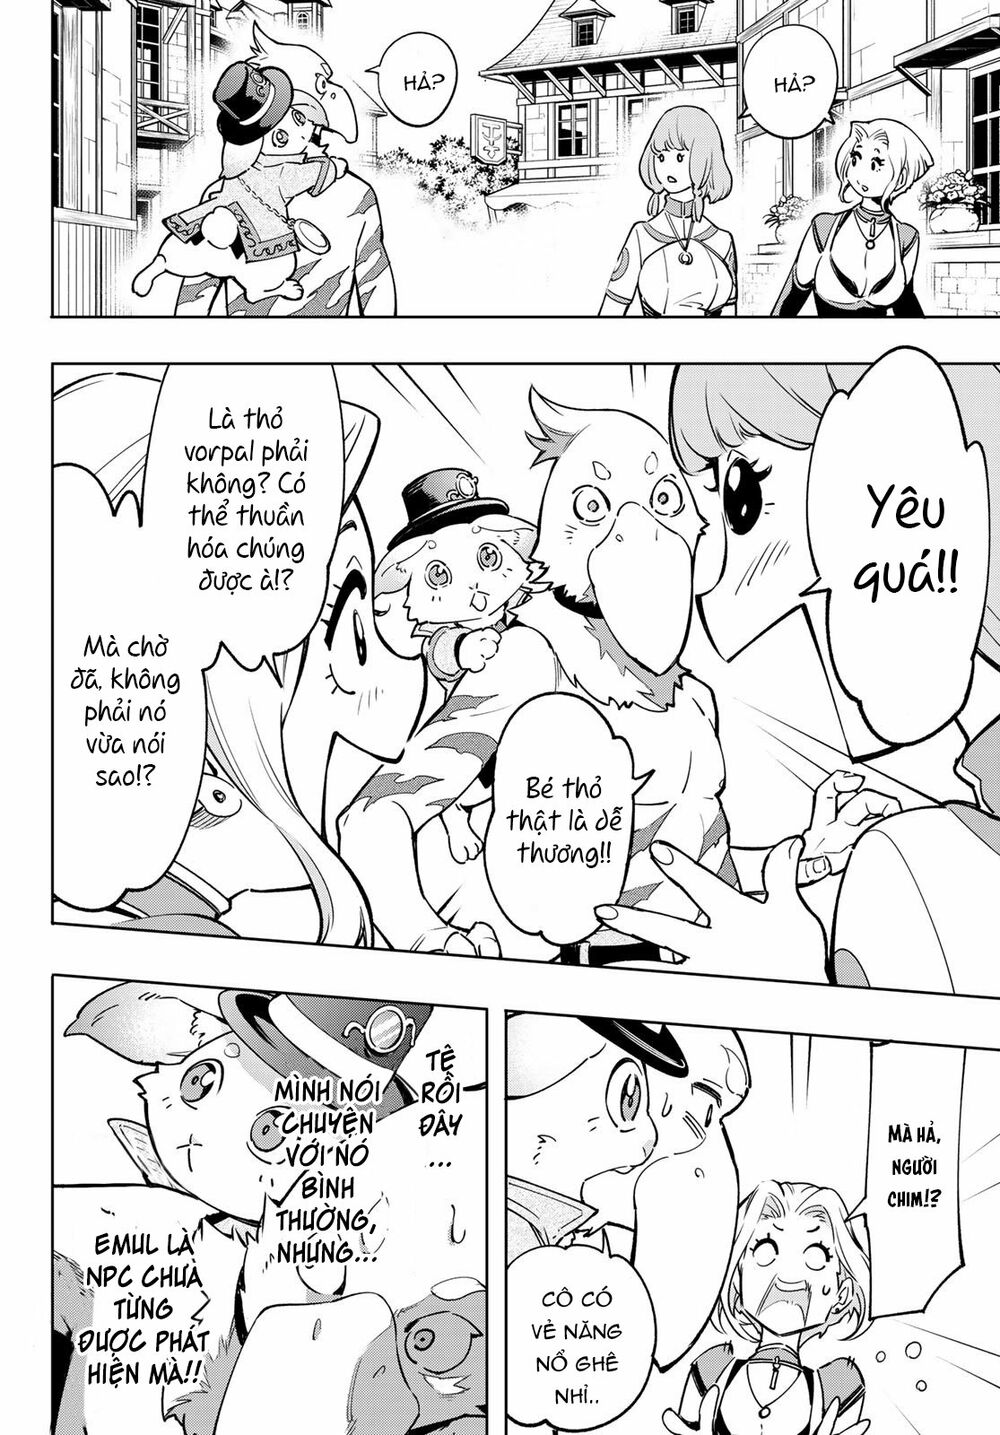 HẢ?
HẢ?
Yêu
quá!!
Là thỏ
vorpal phải
không? Có
thể thuần
hóa chúng
được à!?
Mà chờ
đã, không
phải nó
vừa nói
sao!?
Bé thỏ
thật là dễ
thương!!
MÀ HẢ,
NGƯỜI
CHIM!?
CÔ CÓ
VẺ NĂNG
NỔ GHÊ
NHỈ..
TỆ
RỒI
ĐÂY
...
MÌNH NÓI
CHUYỆN
VỚI NÓ
BÌNH
THƯỜNG,
NHƯNG...
EMUL LÀ
NPC CHƯA
TỪNG
ĐƯỢC PHÁT
HIỆN MÀ!!